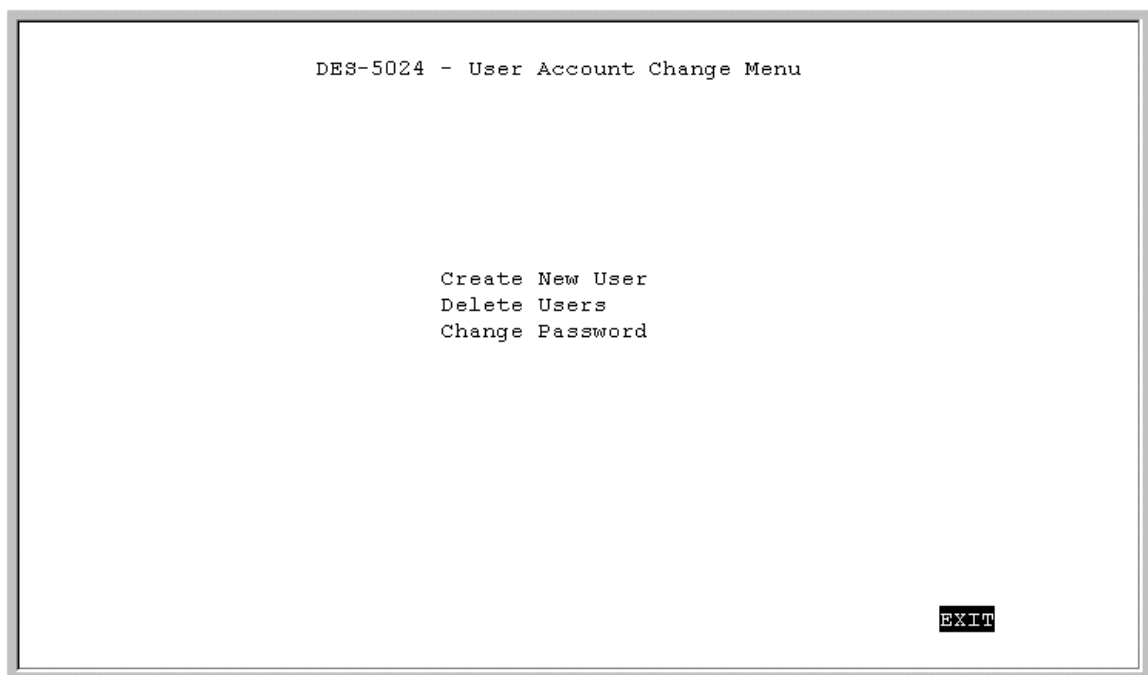 DES-5024 - User Account Change Menu
Create New User
Delete Users
Change Password
EXIT